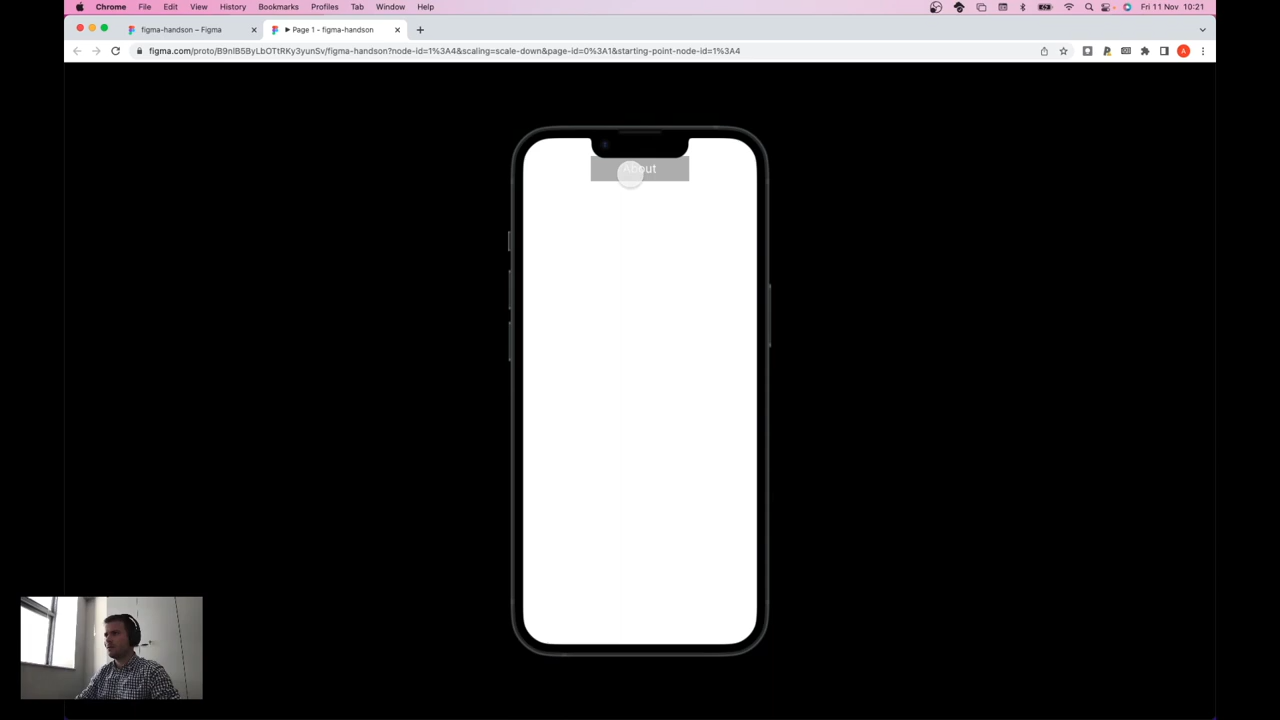 Chrome File Edit View History Bookmarks Profiles Tab Window Help Fri 11 Nov 10:21
figma-handson – Figma
Page 1 - figma-handson
figma.com/proto/B9nlB5ByLbOTtRKy3yunSv/figma-handson?node-id=1%3A4&scaling=scale-down&page-id=0%3A1&starting-point-node-id=1%3A4
A
About